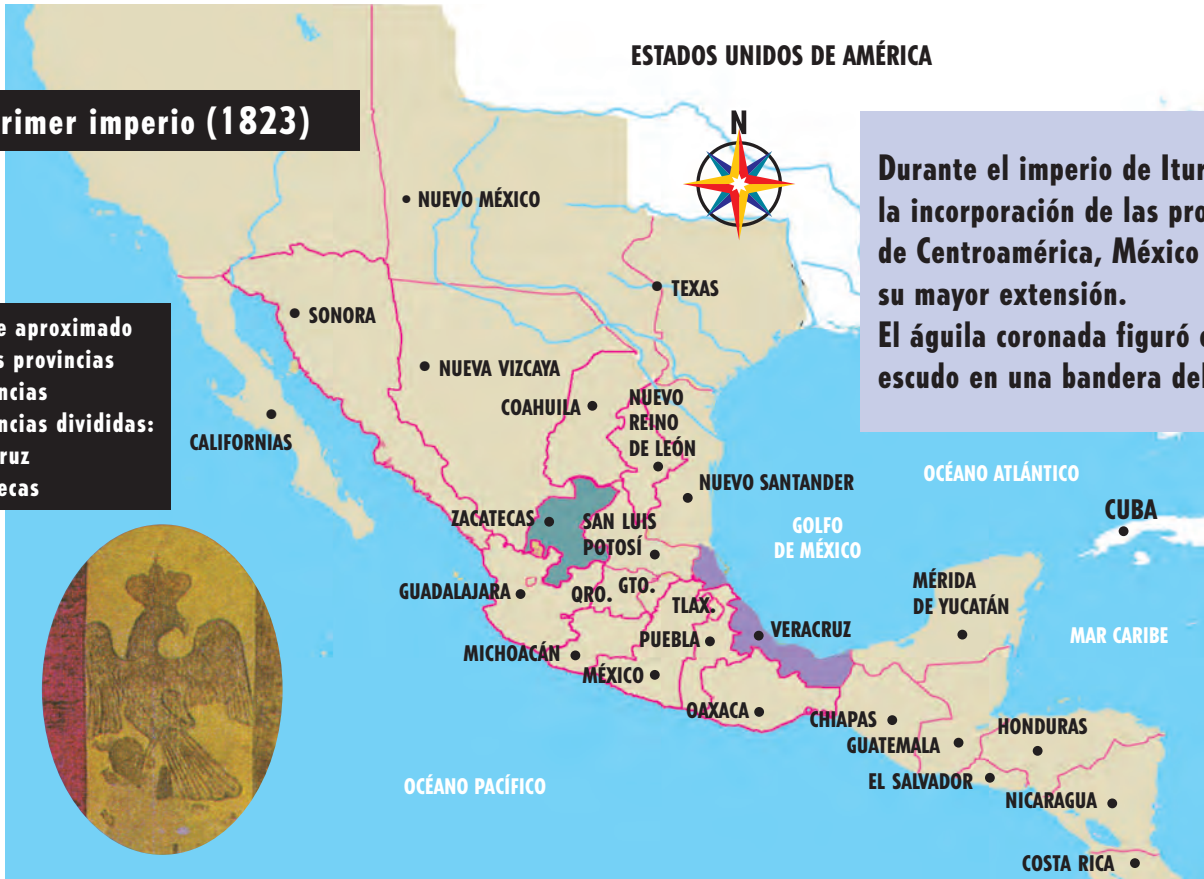 ESTADOS UNIDOS DE AMÉRICA
rimer imperio (1823)
N
Durante el imperio de Itur
la incorporación de las pro
de Centroamérica, México
su mayor extensión.
El águila coronada figuró
escudo en una bandera del
NUEVO MÉXICO
TEXAS
SONORA
e aproximado
s provincias
ncias
ncias divididas:
ruz
ecas
NUEVA VIZCAYA
COAHUILA
NUEVO
REINO
DE LEÓN
CALIFORNIAS
NUEVO SANTANDER
OCÉANO ATLÁNTICO
CUBA
ZACATECAS
SAN LUIS
POTOSÍ
GOLFO
DE MÉXICO
GUADALAJARA
QRO.
GTO.
TLAX.
MÉRIDA
DE YUCATÁN
PUEBLA
VERACRUZ
MAR CARIBE
MICHOACÁN
MÉXICO
OAXACA
CHIAPAS
HONDURAS
GUATEMALA
EL SALVADOR
OCÉANO PACÍFICO
NICARAGUA
COSTA RICA